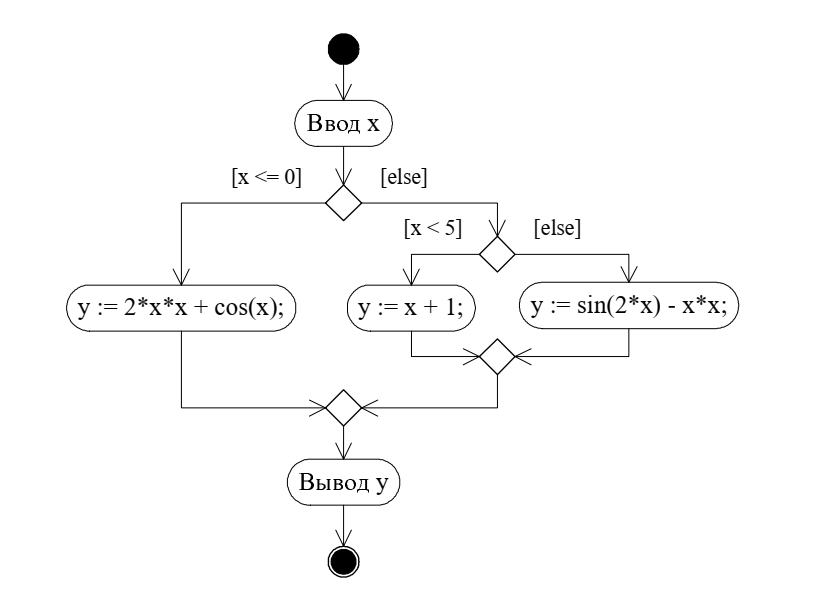 Ввод x
[x <= 0]
[else]
[x < 5]
[else]
y := 2*x*x + cos(x);
y := x + 1;
y := sin(2*x) - x*x;
Вывод y